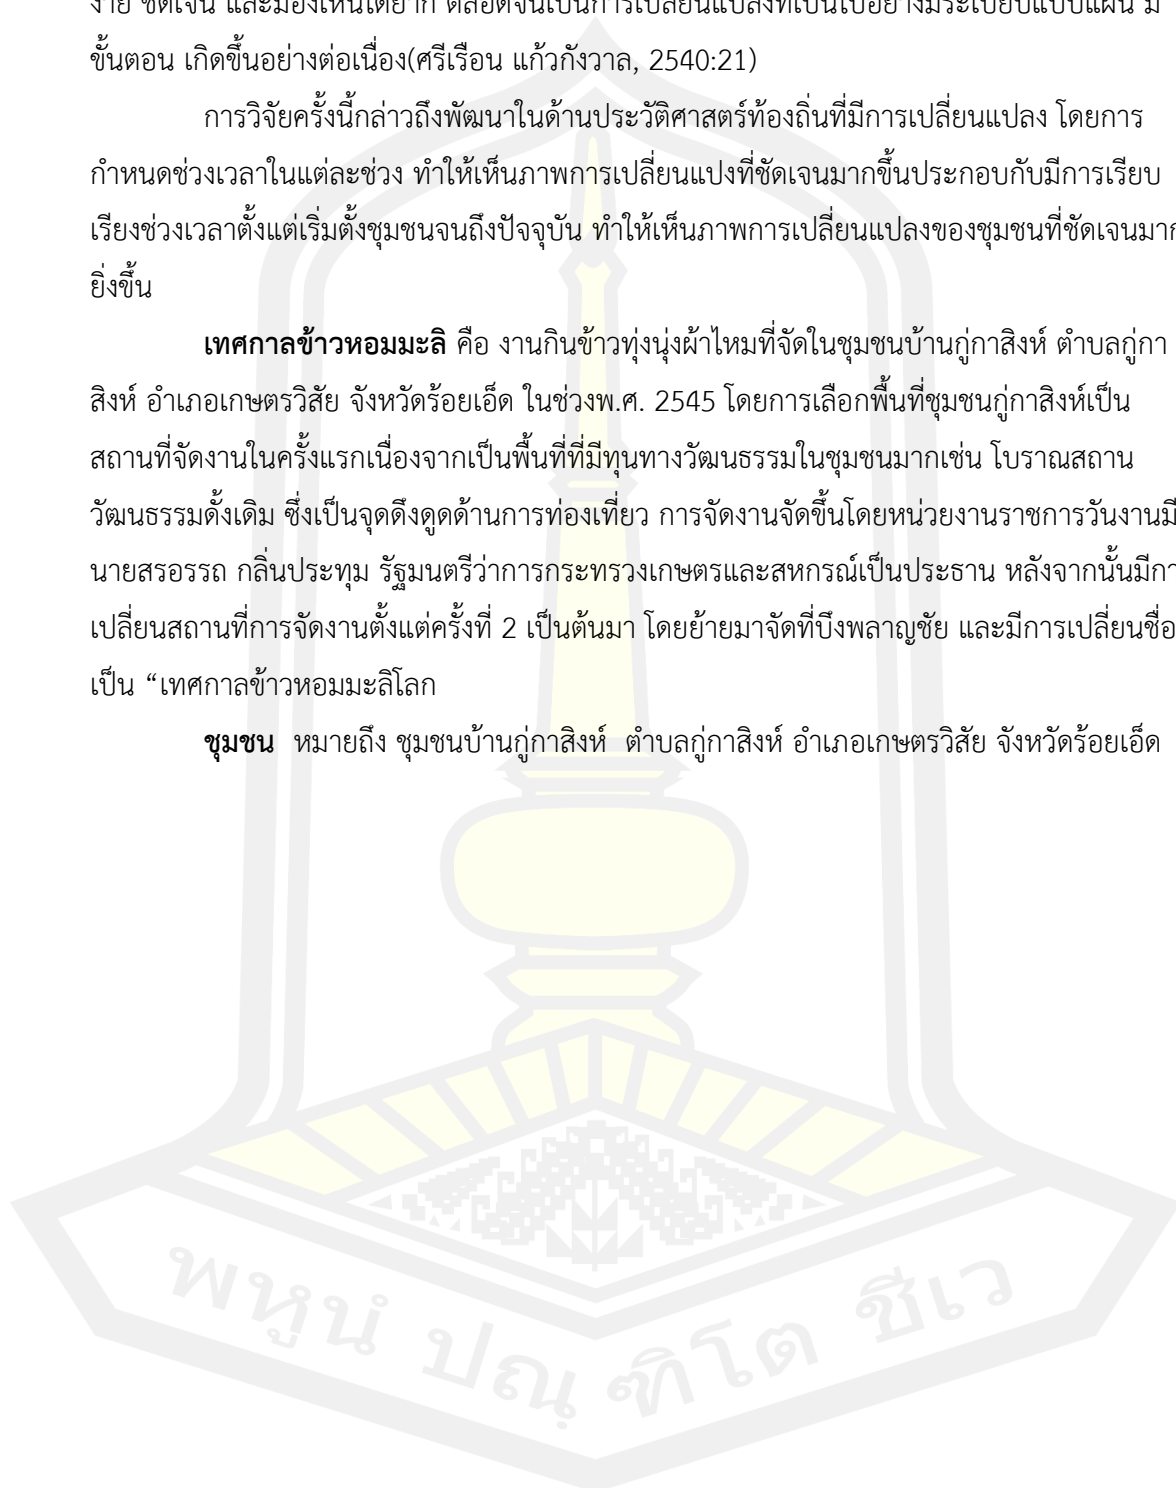 ง่าย ชัดเจน และมองเห็นได้ยาก ตลอดจนเป็นการเปลี่ยนแปลงที่เป็นไปอย่างมีระเบียบแบบแผน มี
ขั้นตอน เกิดขึ้นอย่างต่อเนื่อง(ศรีเรือน แก้วกังวาล, 2540:21)
การวิจัยครั้งนี้กล่าวถึงพัฒนาในด้านประวัติศาสตร์ท้องถิ่นที่มีการเปลี่ยนแปลง โดยการ
กำหนดช่วงเวลาในแต่ละช่วง ทำให้เห็นภาพการเปลี่ยนแปงที่ชัดเจนมากขึ้นประกอบกับมีการเรียบ
เรียงช่วงเวลาตั้งแต่เริ่มตั้งชุมชนจนถึงปัจจุบัน ทำให้เห็นภาพการเปลี่ยนแปลงของชุมชนที่ชัดเจนมาก
ยิ่งขึ้น
เทศกาลข้าวหอมมะลิ คือ งานกินข้าวทุ่งนุ่งผ้าไหมที่จัดในชุมชนบ้านกู่กาสิงห์ ตำบลกู่กา
สิงห์ อำเภอเกษตรวิสัย จังหวัดร้อยเอ็ด ในช่วงพ.ศ. 2545 โดยการเลือกพื้นที่ชุมชนกู่กาสิงห์เป็น
สถานที่จัดงานในครั้งแรกเนื่องจากเป็นพื้นที่ที่มีทุนทางวัฒนธรรมในชุมชนมากเช่น โบราณสถาน
วัฒนธรรมดั้งเดิม ซึ่งเป็นจุดดึงดูดด้านการท่องเที่ยว การจัดงานจัดขึ้นโดยหน่วยงานราชการวันงานมี
นายสรอรรถ กลิ่นประทุม รัฐมนตรีว่าการกระทรวงเกษตรและสหกรณ์เป็นประธาน หลังจากนั้นมีกา
เปลี่ยนสถานที่การจัดงานตั้งแต่ครั้งที่ 2 เป็นต้นมา โดยย้ายมาจัดที่บึงพลาญชัย และมีการเปลี่ยนชื่อ
เป็น “เทศกาลข้าวหอมมะลิโลก
ชุมชน หมายถึง ชุมชนบ้านกู่กาสิงห์ ตำบลกู่กาสิงห์ อำเภอเกษตรวิสัย จังหวัดร้อยเอ็ด
พหูนํ ปณฺฑิโต ชีเว